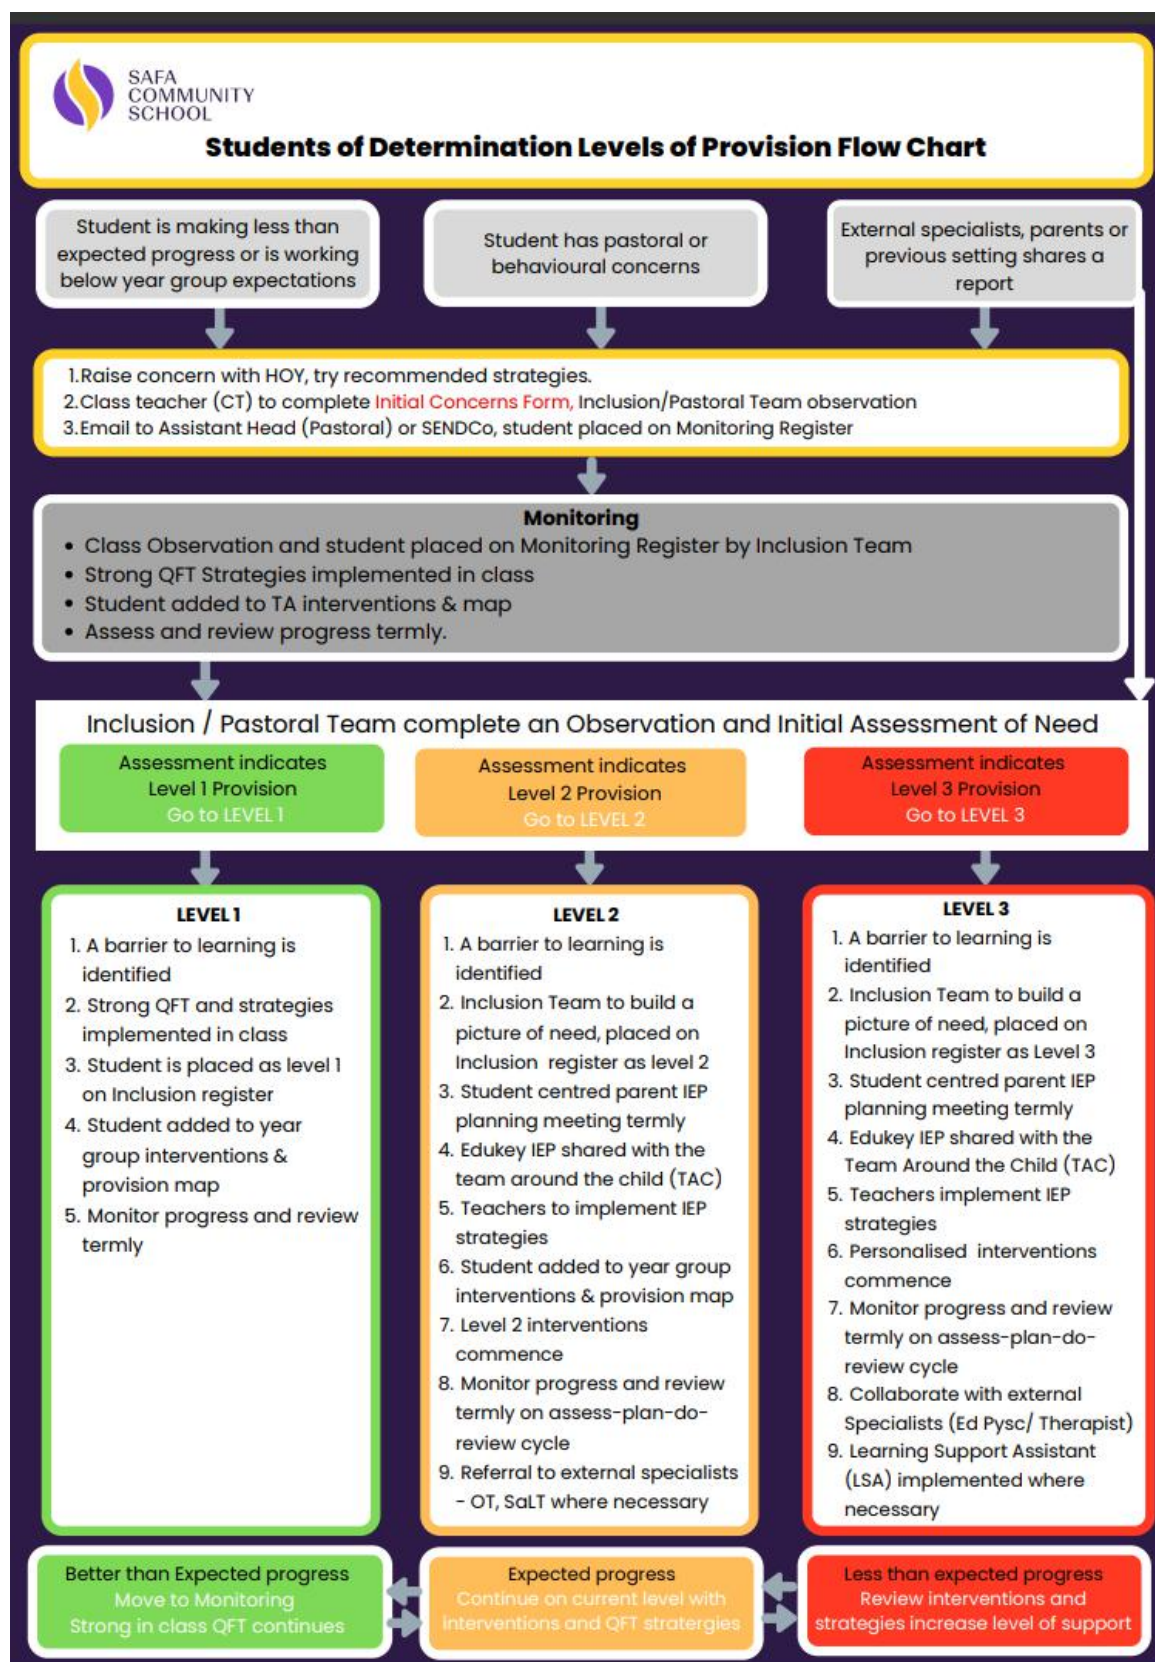 SAFA
COMMUNITY
SCHOOL
Students of Determination Levels of Provision Flow Chart
Student is making less than
expected progress or is working
below year group expectations
Student has pastoral or
behavioural concerns
External specialists, parents or
previous setting shares a
report
1.Raise concern with HOY, try recommended strategies.
2.Class teacher (CT) to complete Initial Concerns Form, Inclusion/Pastoral Team observation
3.Email to Assistant Head (Pastoral) or SENDCo, student placed on Monitoring Register
Monitoring
• Class Observation and student placed on Monitoring Register by Inclusion Team
• Strong QFT Strategies implemented in class
• Student added to TA interventions & map
• Assess and review progress termly.
Inclusion / Pastoral Team complete an Observation and Initial Assessment of Need
Assessment indicates
Level 1 Provision
Go to LEVEL 1
Assessment indicates
Level 2 Provision
Go to LEVEL 2
Assessment indicates
Level 3 Provision
Go to LEVEL 3
LEVEL 1
1. A barrier to learning is
identified
2. Strong QFT and strategies
implemented in class
3. Student is placed as level 1
on Inclusion register
4. Student added to year
group interventions &
provision map
5. Monitor progress and review
termly
LEVEL 2
1. A barrier to learning is
identified
2. Inclusion Team to build a
picture of need, placed on
Inclusion register as level 2
3. Student centred parent IEP
planning meeting termly
4. Edukey IEP shared with the
team around the child (TAC)
5. Teachers to implement IEP
strategies
6. Student added to year group
interventions & provision map
7. Level 2 interventions
commence
8. Monitor progress and review
termly on assess-plan-do-
review cycle
9. Referral to external specialists
- OT, SaLT where necessary
LEVEL 3
1. A barrier to learning is
identified
2. Inclusion Team to build a
picture of need, placed on
Inclusion register as Level 3
3. Student centred parent IEP
planning meeting termly
4. Edukey IEP shared with the
Team Around the Child (TAC)
5. Teachers implement IEP
strategies
6. Personalised interventions
commence
7. Monitor progress and review
termly on assess-plan-do-
review cycle
8. Collaborate with external
Specialists (Ed Pysc/ Therapist)
9. Learning Support Assistant
(LSA) implemented where
necessary
Better than Expected progress
Move to Monitoring
Strong in class QFT continues
Expected progress
Continue on current level with
interventions and QFT stratergies
Less than expected progress
Review interventions and
strategies increase level of support